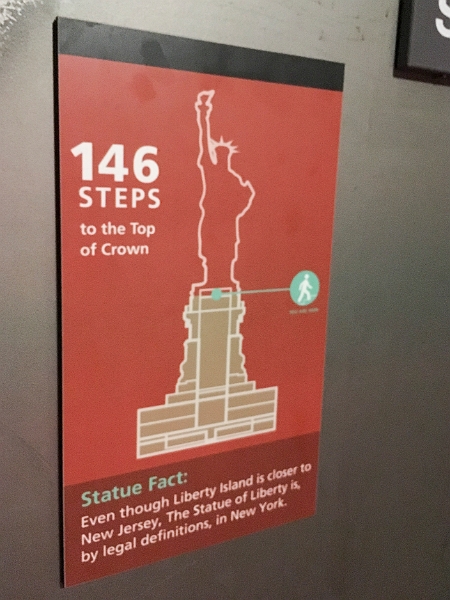 146
STEPS
to the Top
of Crown
Statue Fact:
Even though Liberty Island is closer to
New Jersey, The Statue of Liberty is,
by legal definitions, in New York.